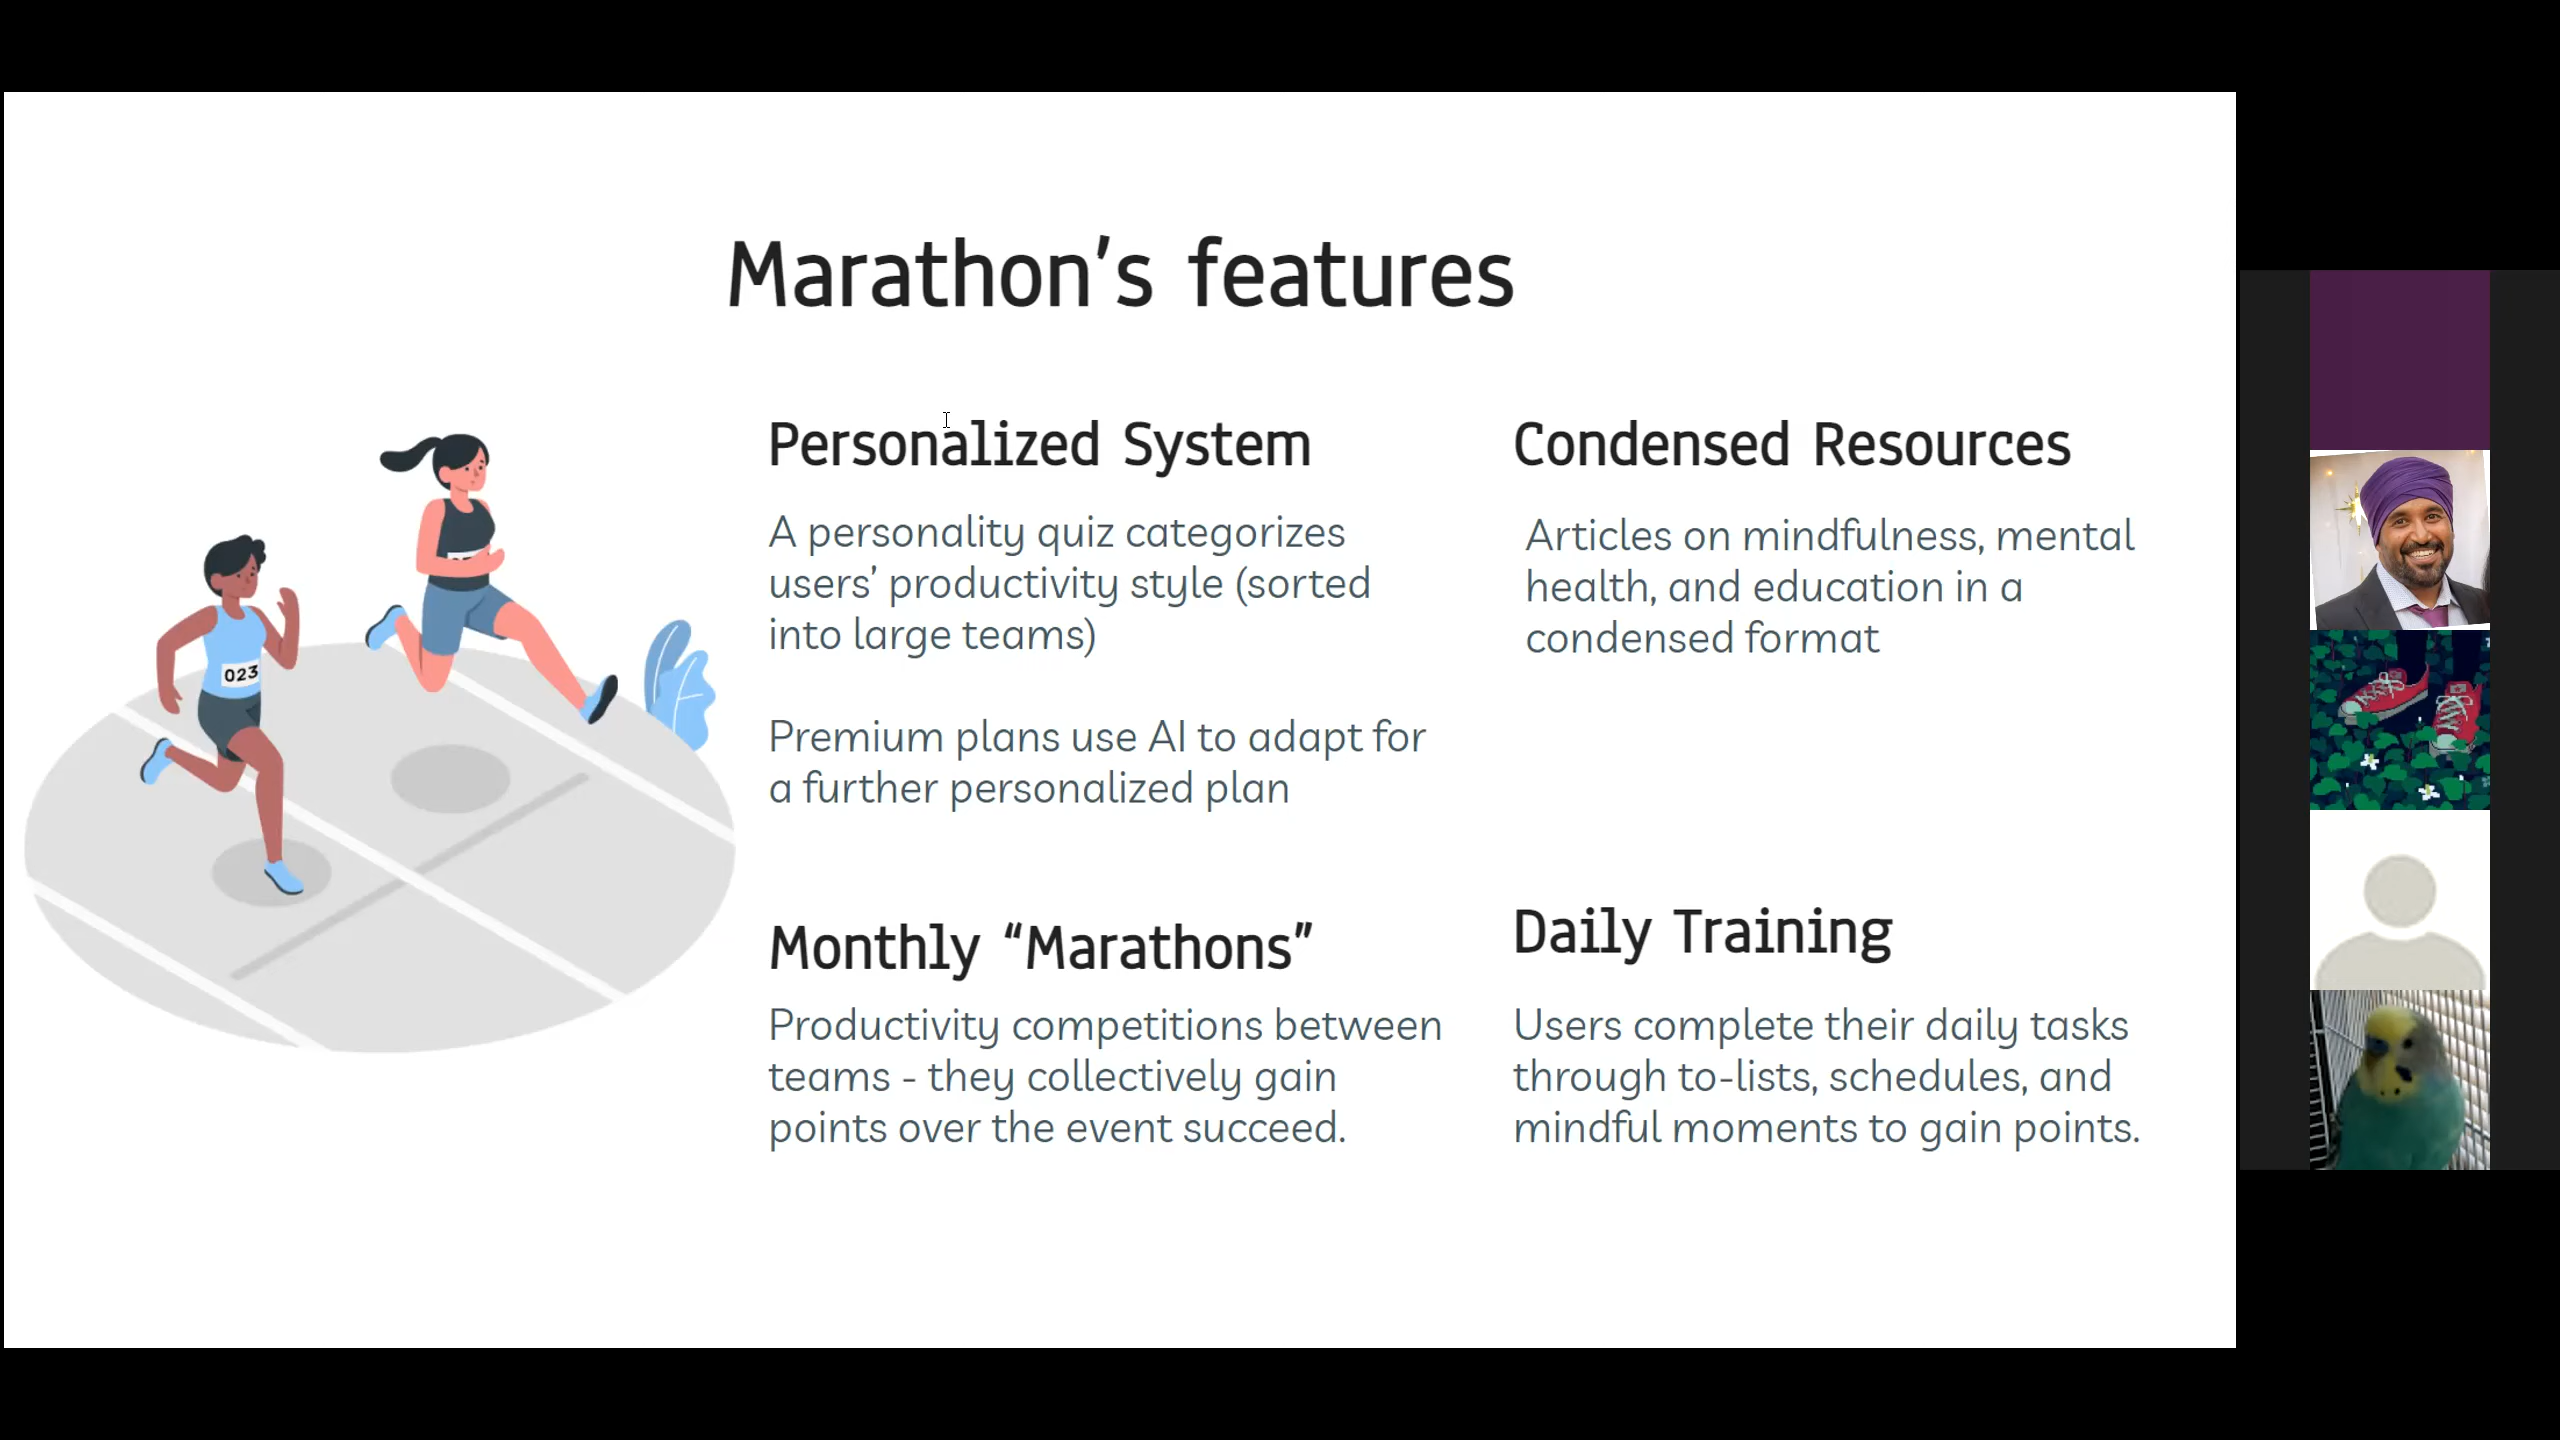 Marathon’s features
Personalized System
A personality quiz categorizes
users’ productivity style (sorted
into large teams)
Premium plans use AI to adapt for
a further personalized plan
Condensed Resources
Articles on mindfulness, mental
health, and education in a
condensed format
Monthly “Marathons”
Productivity competitions between
teams - they collectively gain
points over the event succeed.
Daily Training
Users complete their daily tasks
through to-lists, schedules, and
mindful moments to gain points.
023